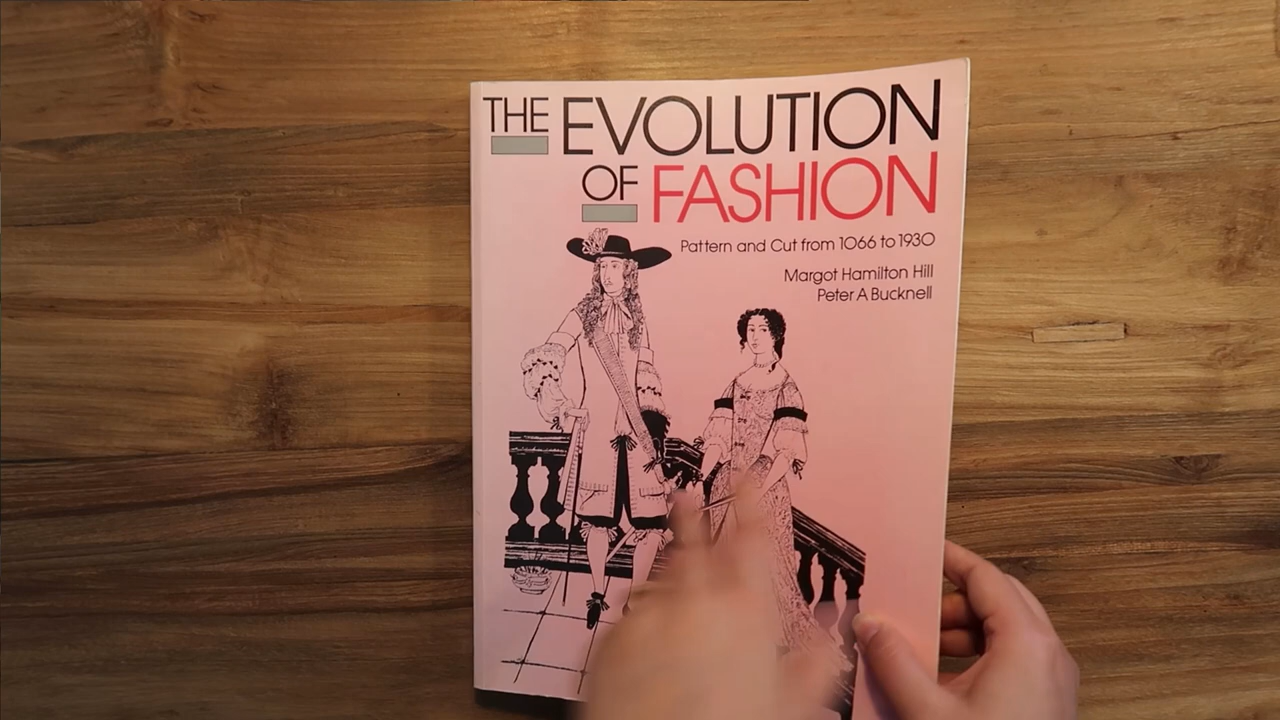 THE EVOLUTION
OF FASHION
Pattern and Cut from 1066 to 1930
Margot Hamilton Hill
Peter A Bucknell